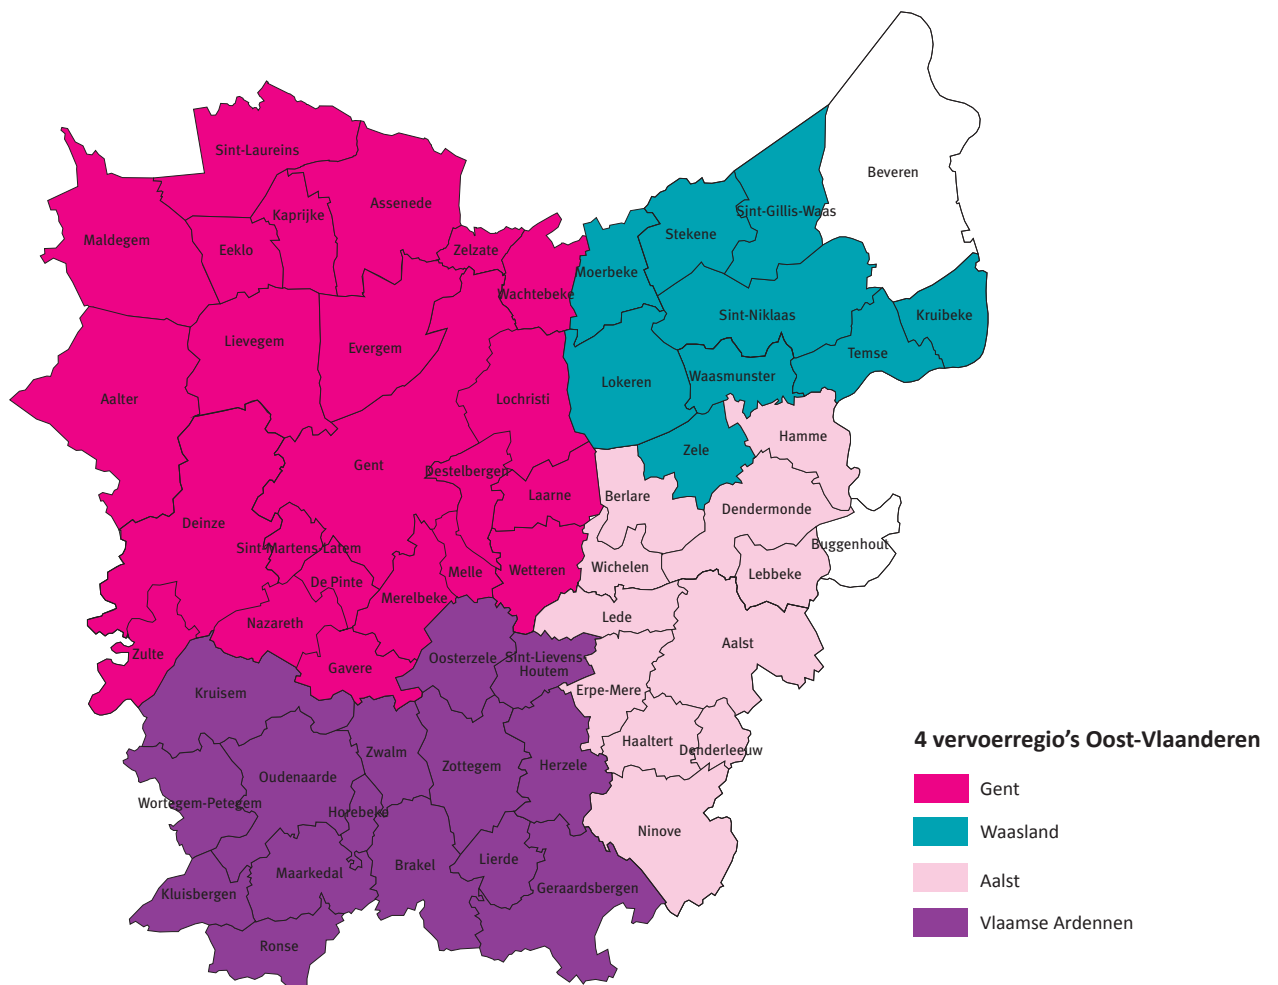 Sint-Laureins
Beveren
Assenede
Kaprijke
Sint-Gillis-Waas
Stekene
Maldegem
Eeklo
Zelzate
Moerbeke
Wachtebeke
Sint-Niklaas
Kruibeke
Lievegem
Evergem
Temse
Waasmunster
Lokeren
Aalter
Lochristi
Hamme
Zele
Gent
Destelbergen
Laarne
Berlare
Dendermonde
Deinze
Buggenhout
Sint-Martens-Latem
Wichelen
Melle
Wetteren
Lebbeke
De Pinte
Merelbeke
Lede
Nazareth
Aalst
Zulte
Gavere
Oosterzele
Sint-Lievens-
Houtem
Kruisem
Erpe-Mere
Haaltert
Denderleeuw
Zwalm
Zottegem
Herzele
Oudenaarde
Wortegem-Petegem
Horebeke
Ninove
Lierde
Brakel
Maarkedal
Geraardsbergen
Kluisbergen
Ronse
4 vervoerregio's Oost-Vlaanderen
Gent
Waasland
Aalst
Vlaamse Ardennen